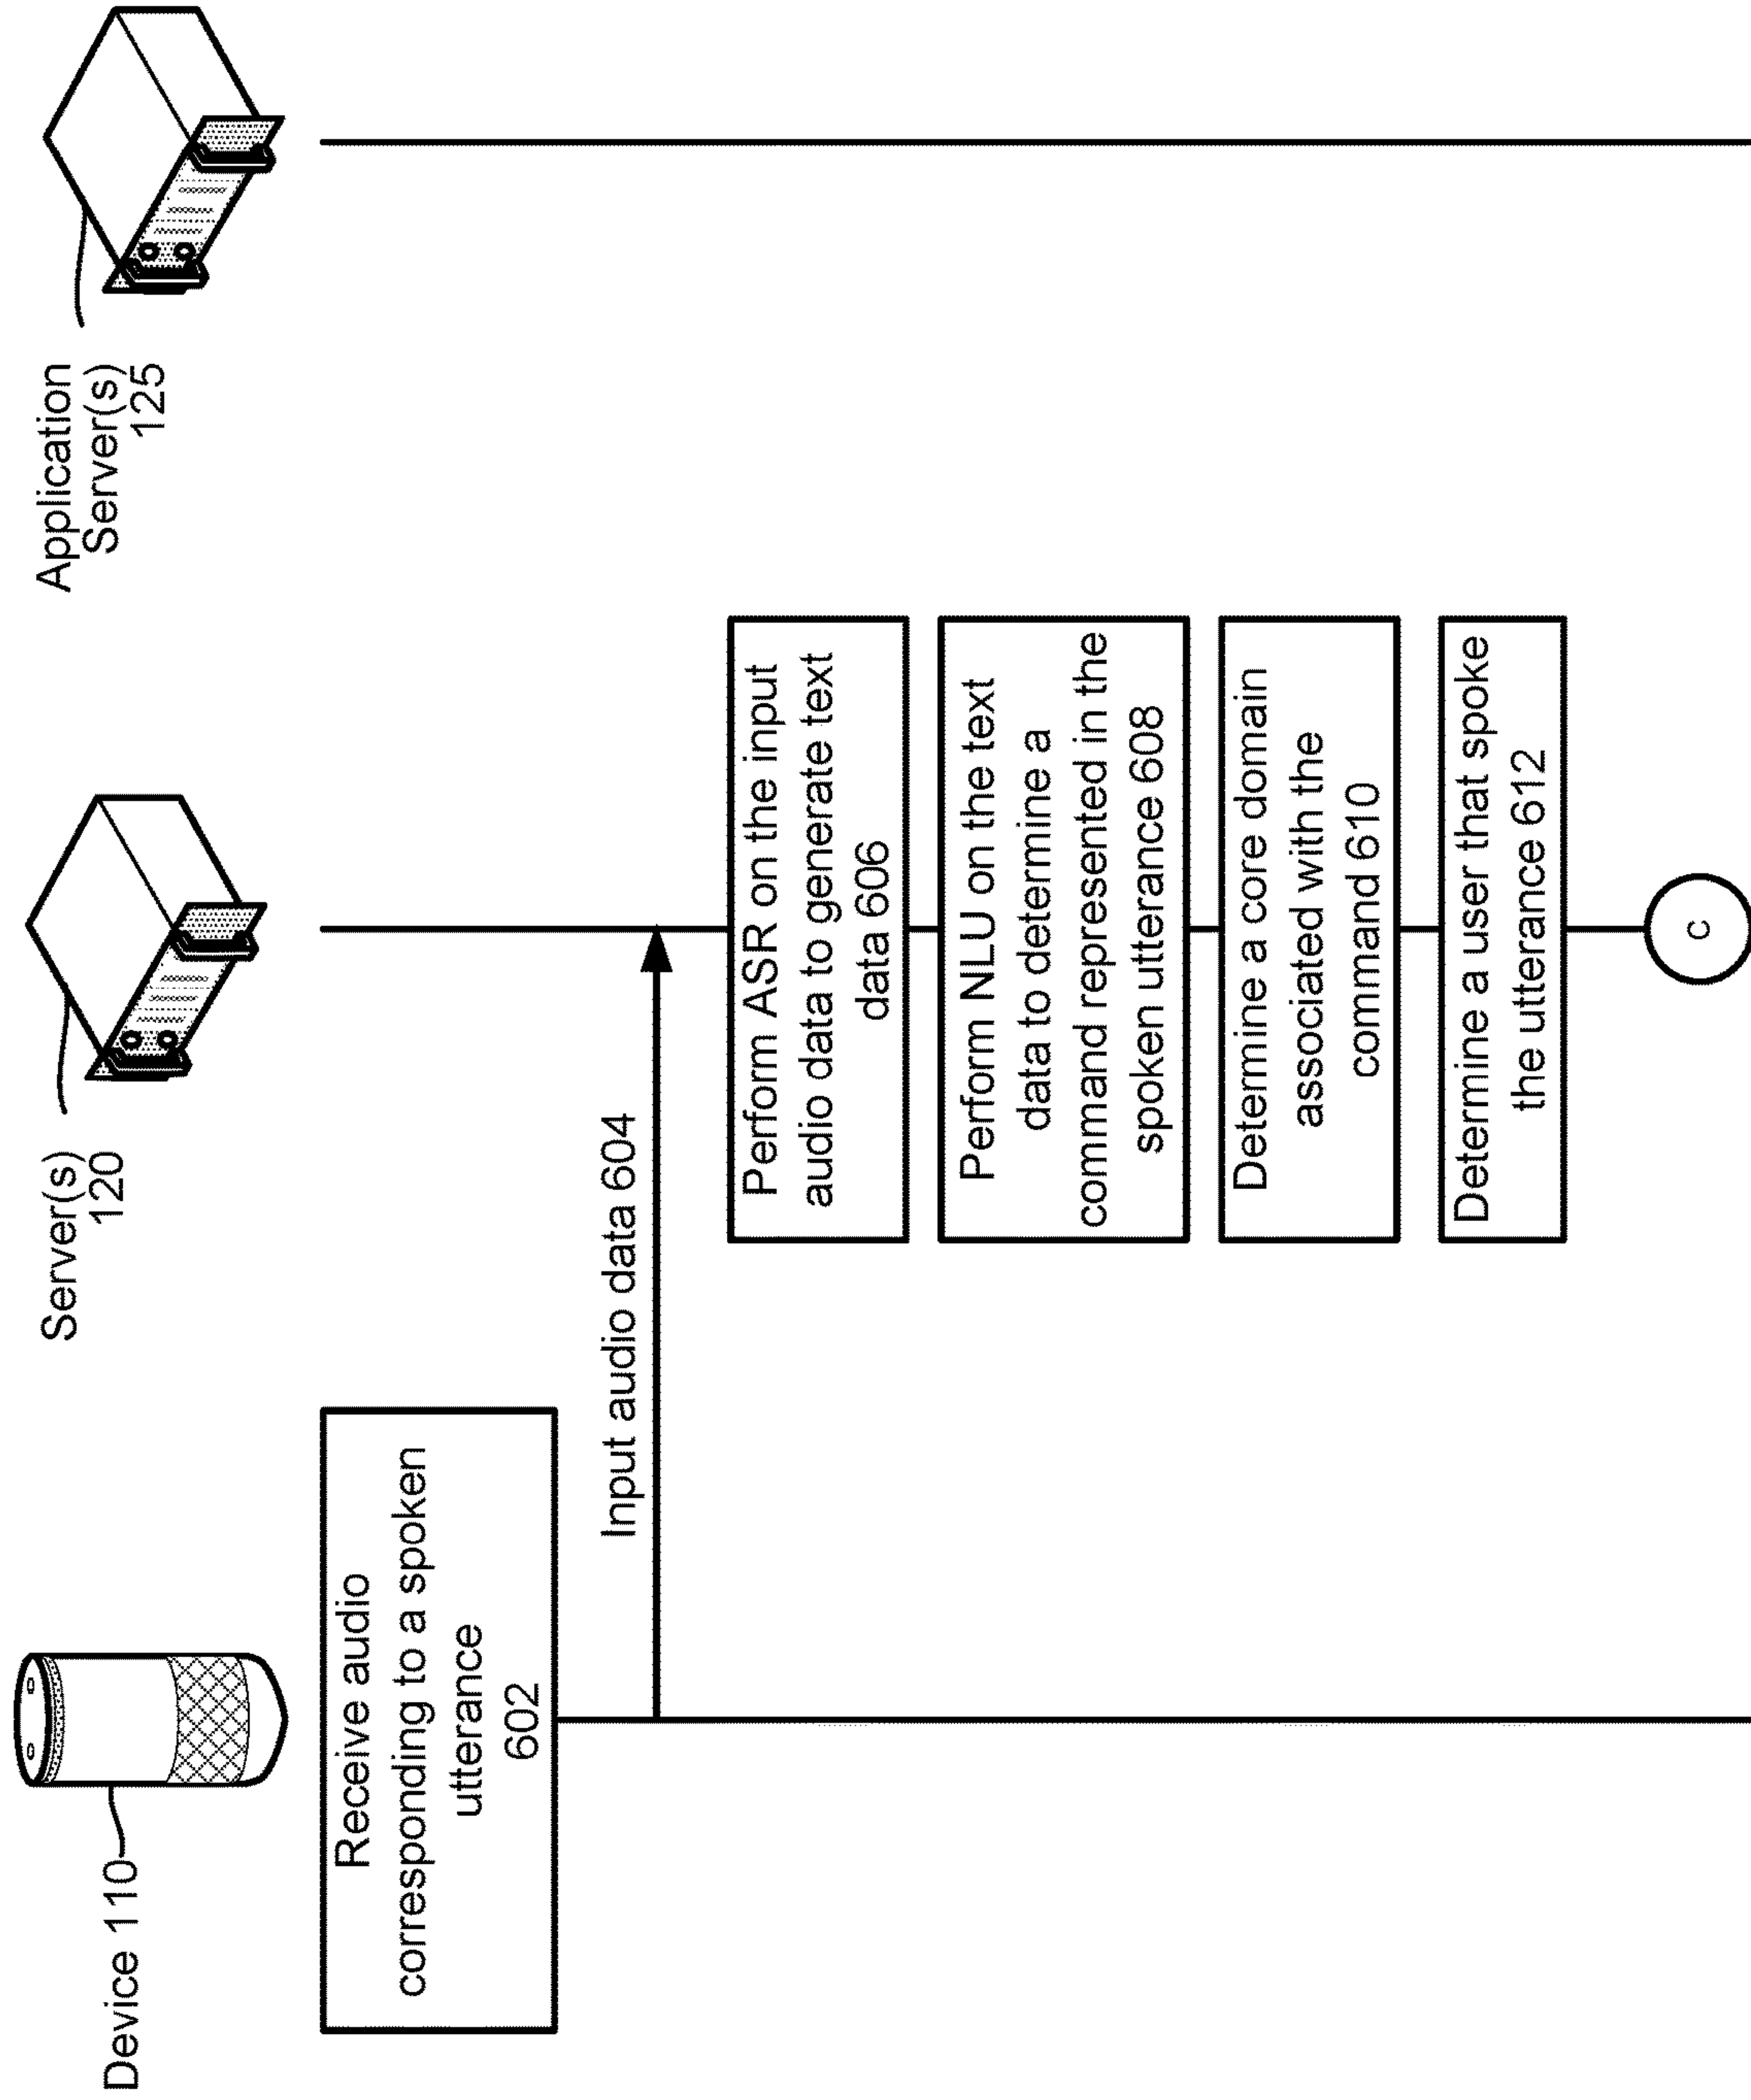 Device 110
Server(s)
120
Application
Server(s)
125
Receive audio
corresponding to a spoken
utterance
602
Input audio data 604
Perform ASR on the input
audio data to generate text
data 606
Perform NLU on the text
data to determine a
command represented in the
spoken utterance 608
Determine a core domain
associated with the
command 610
Determine a user that spoke
the utterance 612
C